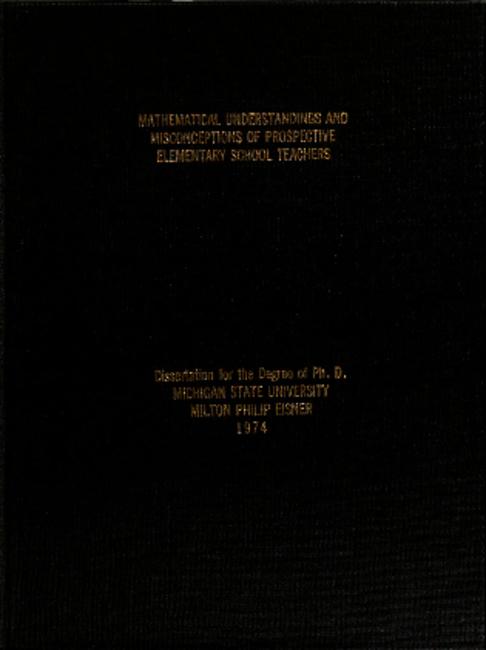 MATHEMATICAL UNDERSTANDINGS AND
MISCONCEPTIONS OF PROSPECTIVE
ELEMENTARY SCHOOL TEACHERS
Dissertation for the Degree of Ph. D.
MICHIGAN STATE UNIVERSITY
MILTON PHILIP EISNER
1974